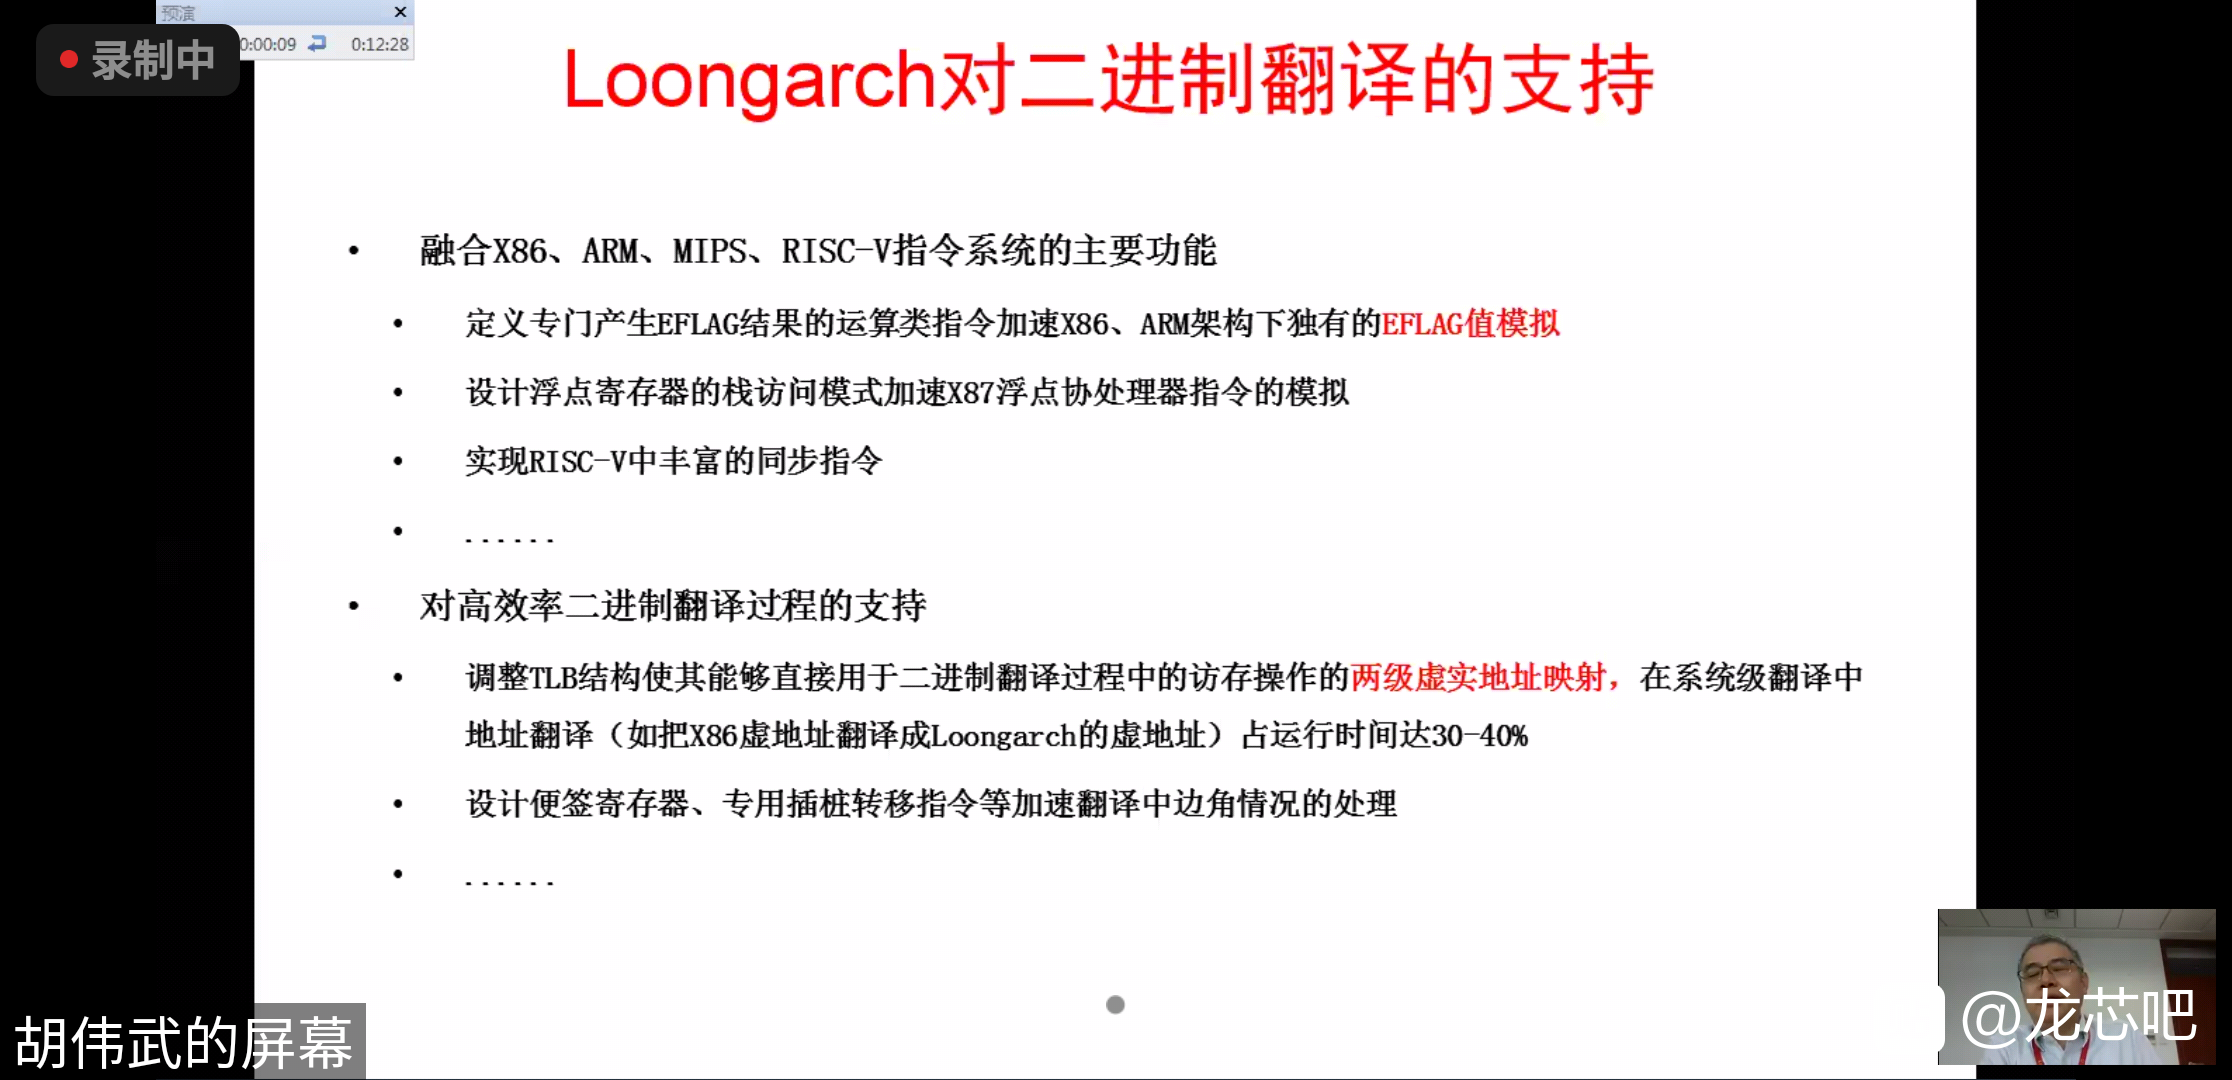 预演
录制中
0:00:09
0:12:28
Loongarch对二进制翻译的支持
• 融合X86、ARM、MIPS、RISC-V指令系统的主要功能
• 定义专门产生EFLAG结果的运算类指令加速X86、ARM架构下独有的EFLAG值模拟
• 设计浮点寄存器的栈访问模式加速X87浮点协处理器指令的模拟
• 实现RISC-V中丰富的同步指令
• ......
• 对高效率二进制翻译过程的支持
• 调整TLB结构使其能够直接用于二进制翻译过程中的访存操作的两级虚实地址映射，在系统级翻译中
地址翻译（如把X86虚地址翻译成Loongarch的虚地址）占运行时间达30-40%
• 设计便签寄存器、专用插桩转移指令等加速翻译中边角情况的处理
• ......
胡伟武的屏幕
@龙芯吧